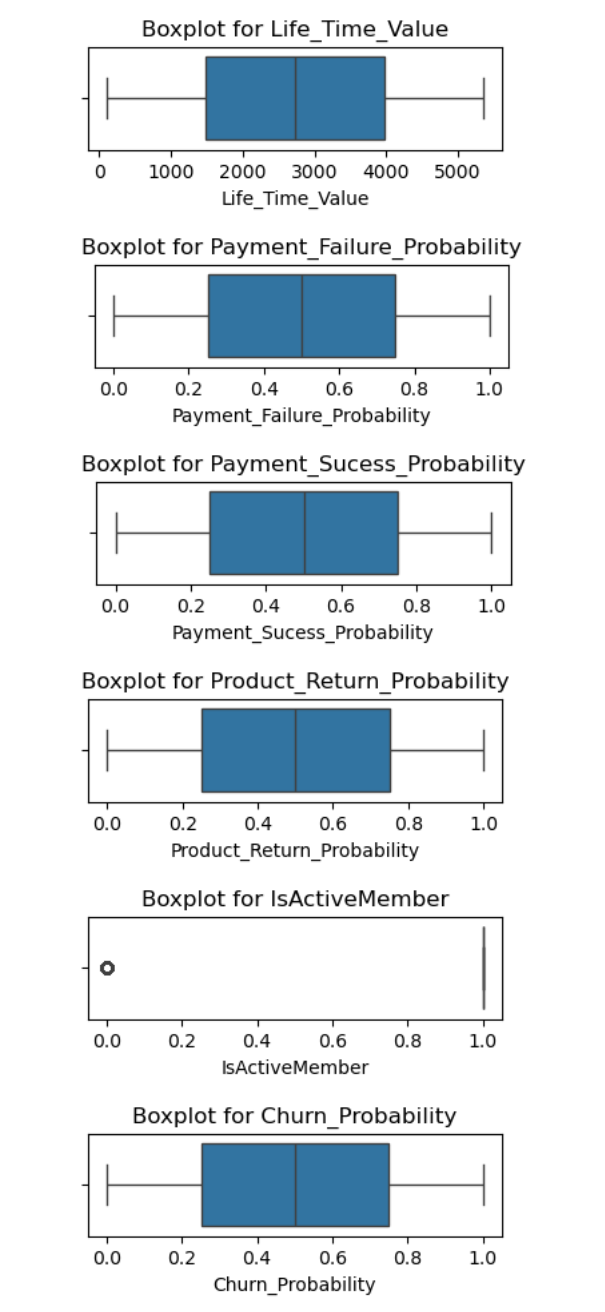 Boxplot for Life_Time_Value
0 1000 2000 3000 4000 5000
Life_Time_Value
Boxplot for Payment_Failure_Probability
0.0 0.2 0.4 0.6 0.8 1.0
Payment_Failure_Probability
Boxplot for Payment_Sucess_Probability
0.0 0.2 0.4 0.6 0.8 1.0
Payment_Sucess_Probability
Boxplot for Product_Return_Probability
0.0 0.2 0.4 0.6 0.8 1.0
Product_Return_Probability
Boxplot for IsActiveMember
0.0 0.2 0.4 0.6 0.8 1.0
IsActiveMember
Boxplot for Churn_Probability
0.0 0.2 0.4 0.6 0.8 1.0
Churn_Probability